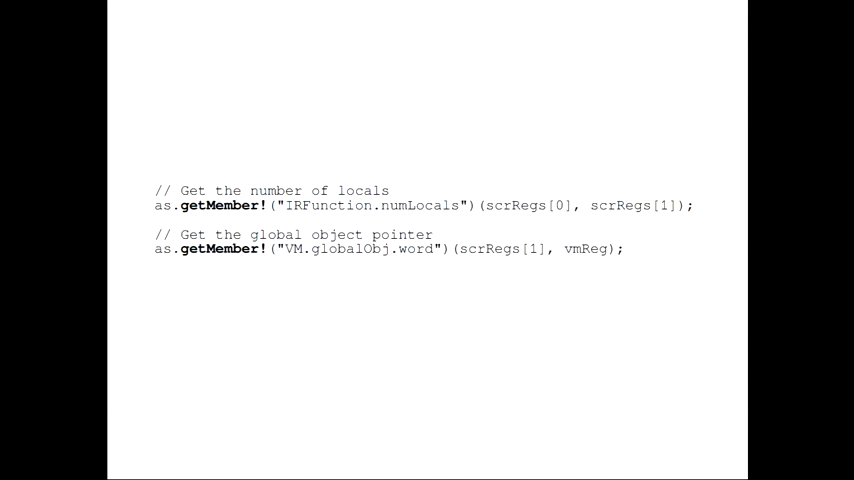 // Get the number of locals
as.getMember!("IRFunction.numLocals")(scrRegs[0], scrRegs[1]);
// Get the global object pointer
as.getMember!("VM.globalObj.word")(scrRegs[1], vmReg);